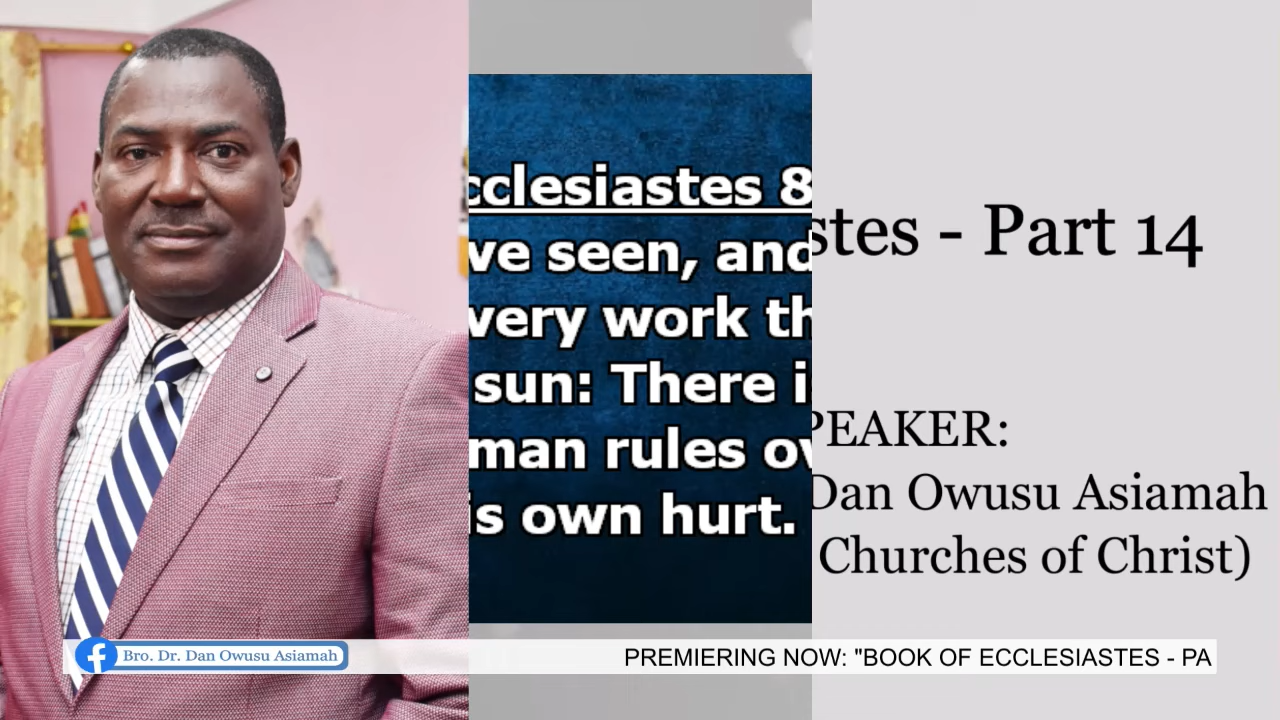 cclesiastes 8
ve seen, and
very work th
sun: There i
man rules ov
is own hurt.
stes - Part 14
PEAKER:
Dan Owusu Asiamah
Churches of Christ)
f Bro. Dr. Dan Owusu Asiamah
PREMIERING NOW: "BOOK OF ECCLESIASTES - PA